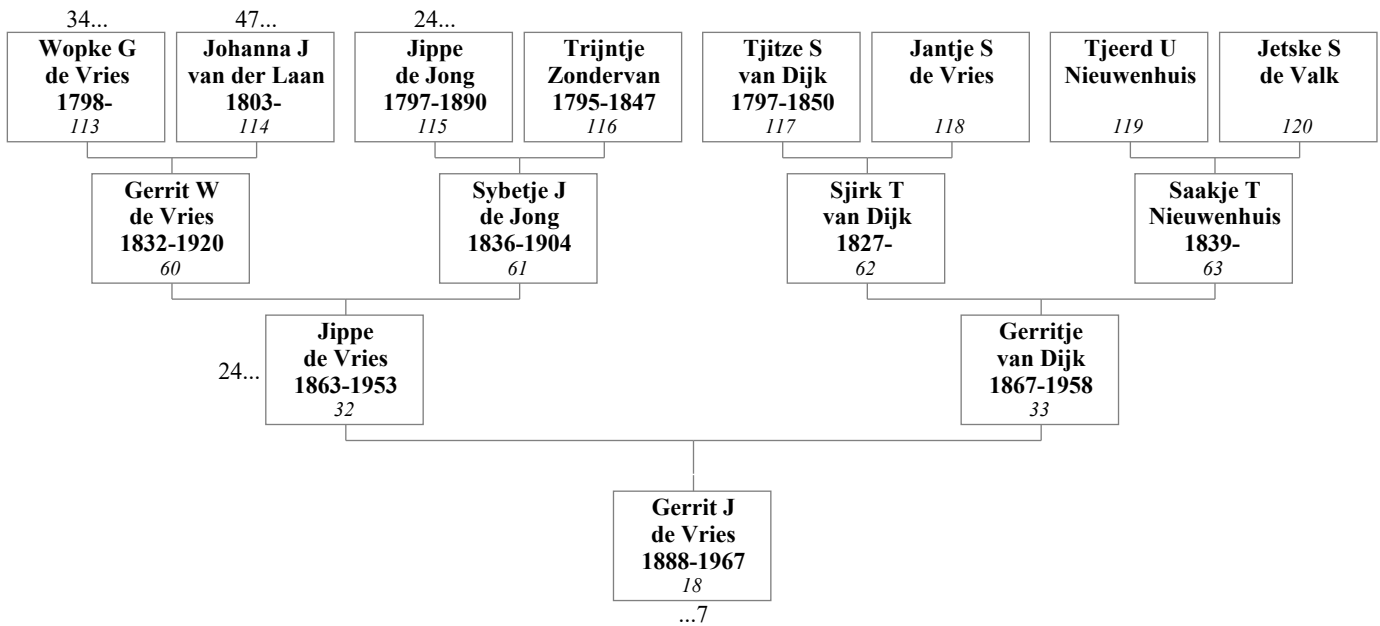 34...
47...
24...
Wopke G
de Vries
1798-
113
Johanna J
van der Laan
1803-
114
Jippe
de Jong
1797-1890
115
Trijntje
Zondervan
1795-1847
116
Tjitze S
van Dijk
1797-1850
117
Jantje S
de Vries
118
Tjeerd U
Nieuwenhuis
119
Jetske S
de Valk
120
Gerrit W
de Vries
1832-1920
60
Sybetje J
de Jong
1836-1904
61
Sjirk T
van Dijk
1827-
62
Saakje T
Nieuwenhuis
1839-
63
24...
Jippe
de Vries
1863-1953
32
Gerritje
van Dijk
1867-1958
33
Gerrit J
de Vries
1888-1967
18
...7